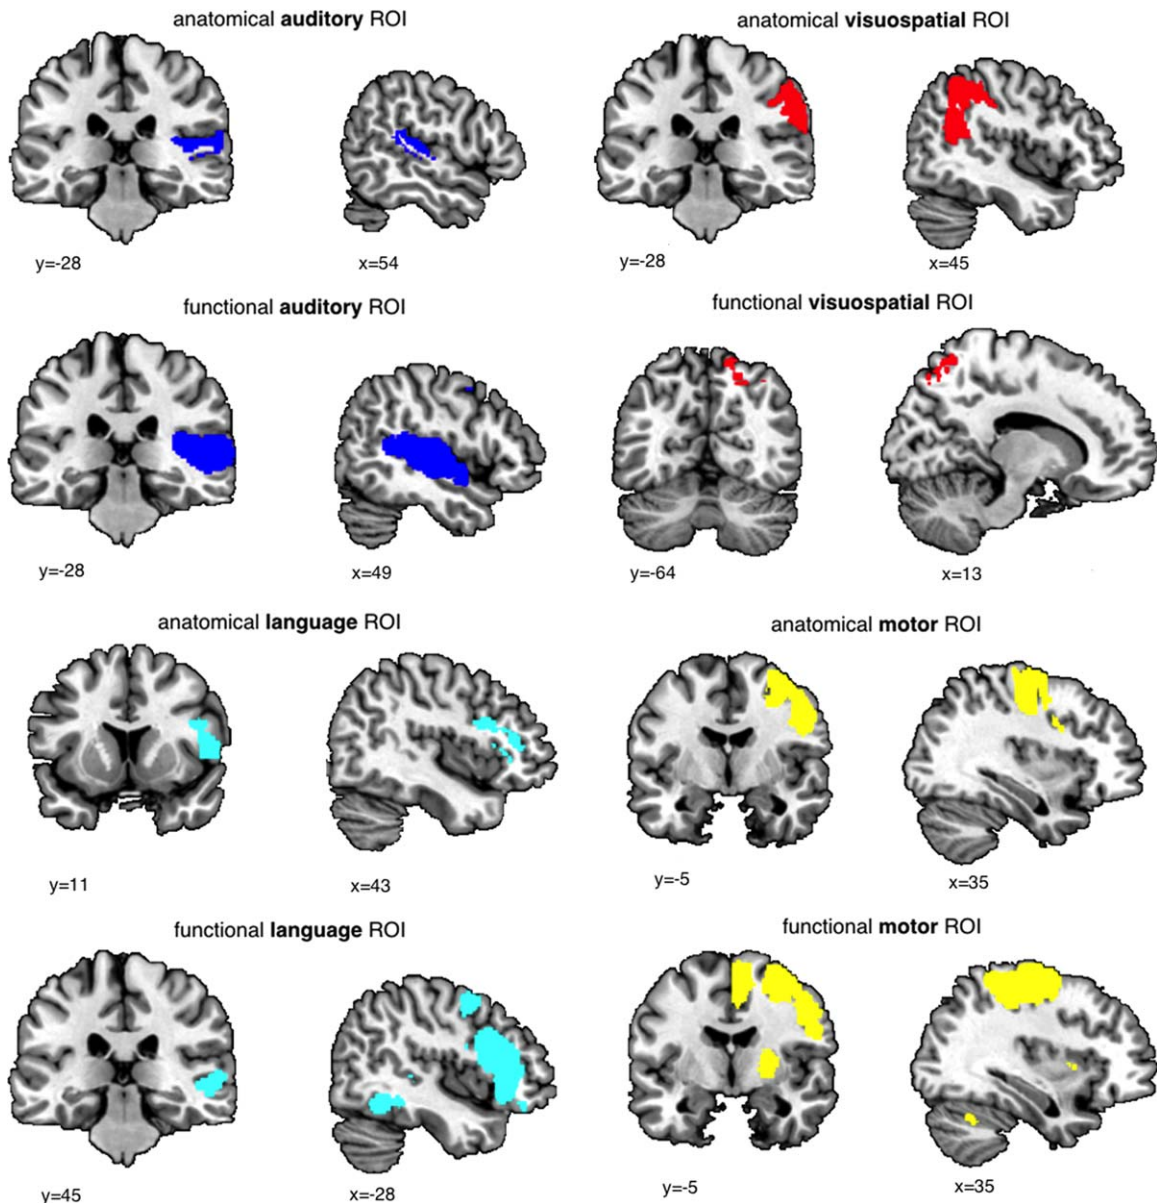 anatomical auditory ROI
anatomical visuospatial ROI
y=-28
x=54
y=-28
x=45
functional auditory ROI
functional visuospatial ROI
y=-28
x=49
y=-64
x=13
anatomical language ROI
anatomical motor ROI
y=11
x=43
y=-5
x=35
functional language ROI
functional motor ROI
y=45
x=-28
y=-5
x=35